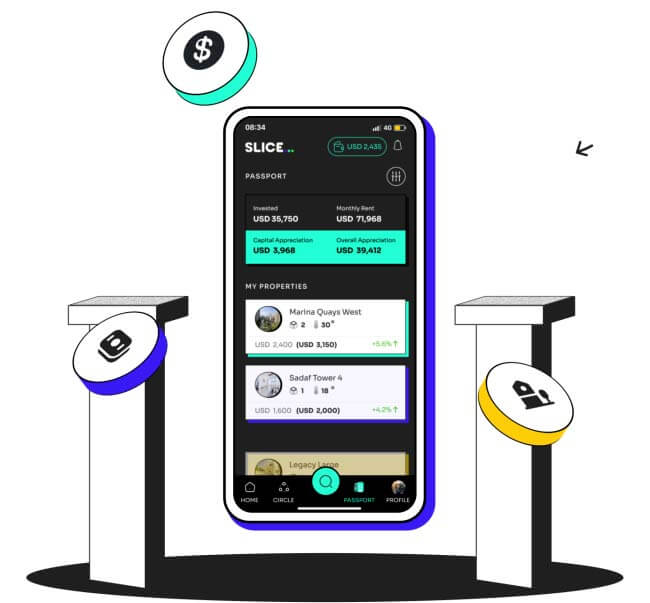 08:34 4G
SLICE USD 2,435
PASSPORT
Invested Monthly Rent
USD 35,750 USD 71,968
Capital Appreciation Overall Appreciation
USD 3,968 USD 39,412
MY PROPERTIES
Marina Quays West
2 30°
USD 2,400 (USD 3,150) +5.6% ↑
Sadaf Tower 4
1 18°
USD 1,600 (USD 2,000) +4.2% ↑
Legacy Large
HOME CIRCLE PASSPORT PROFILE